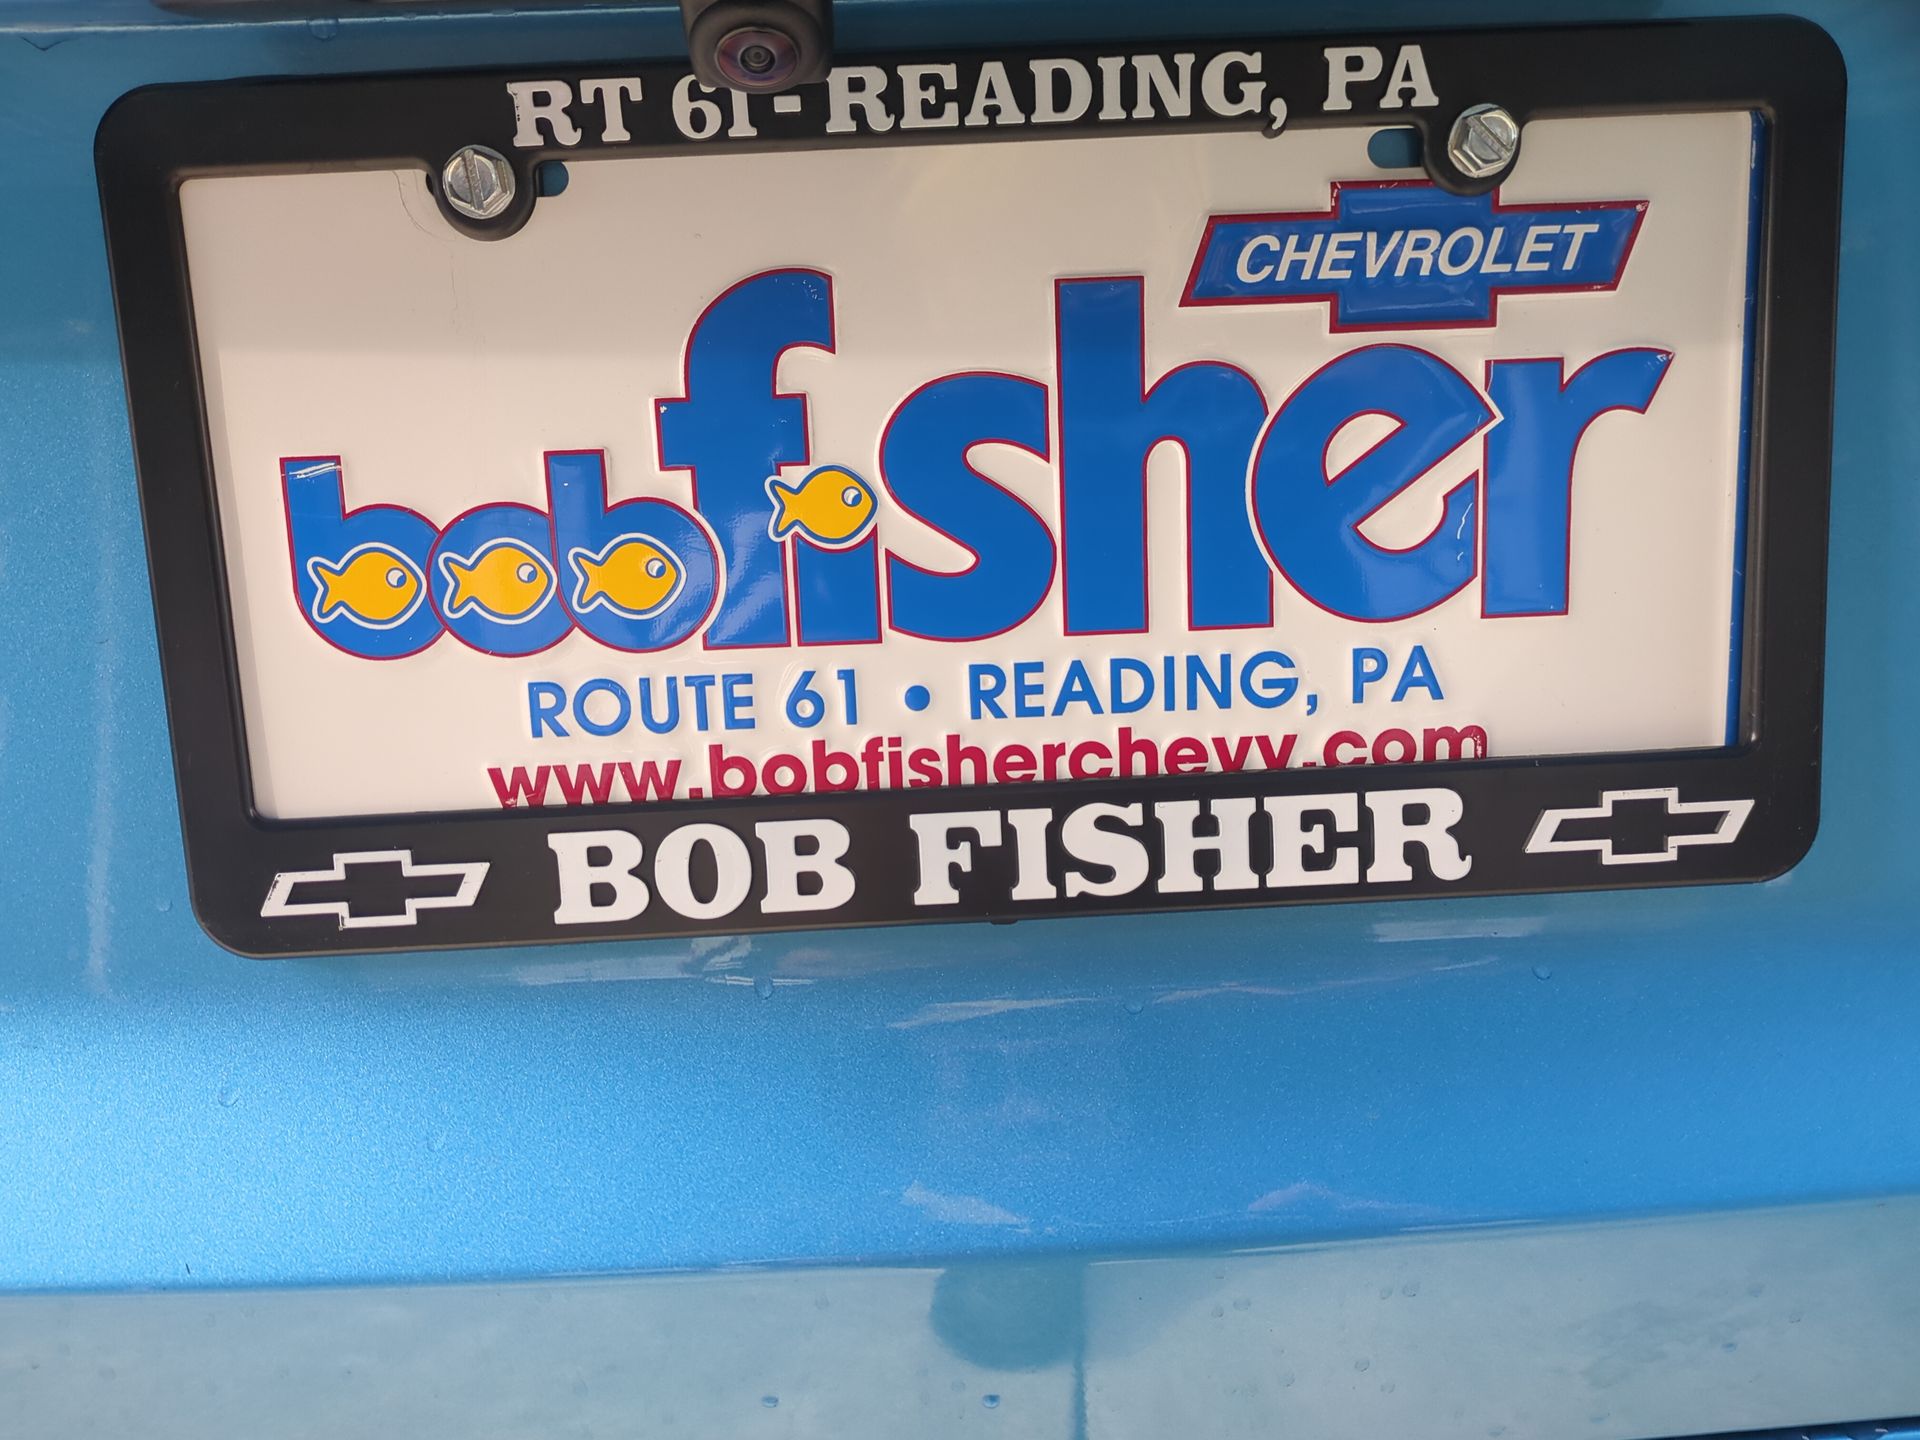 RT 61-READING, PA
CHEVROLET
bobfisher
ROUTE 61 • READING, PA
www.bobfisherchevy.com
BOB FISHER